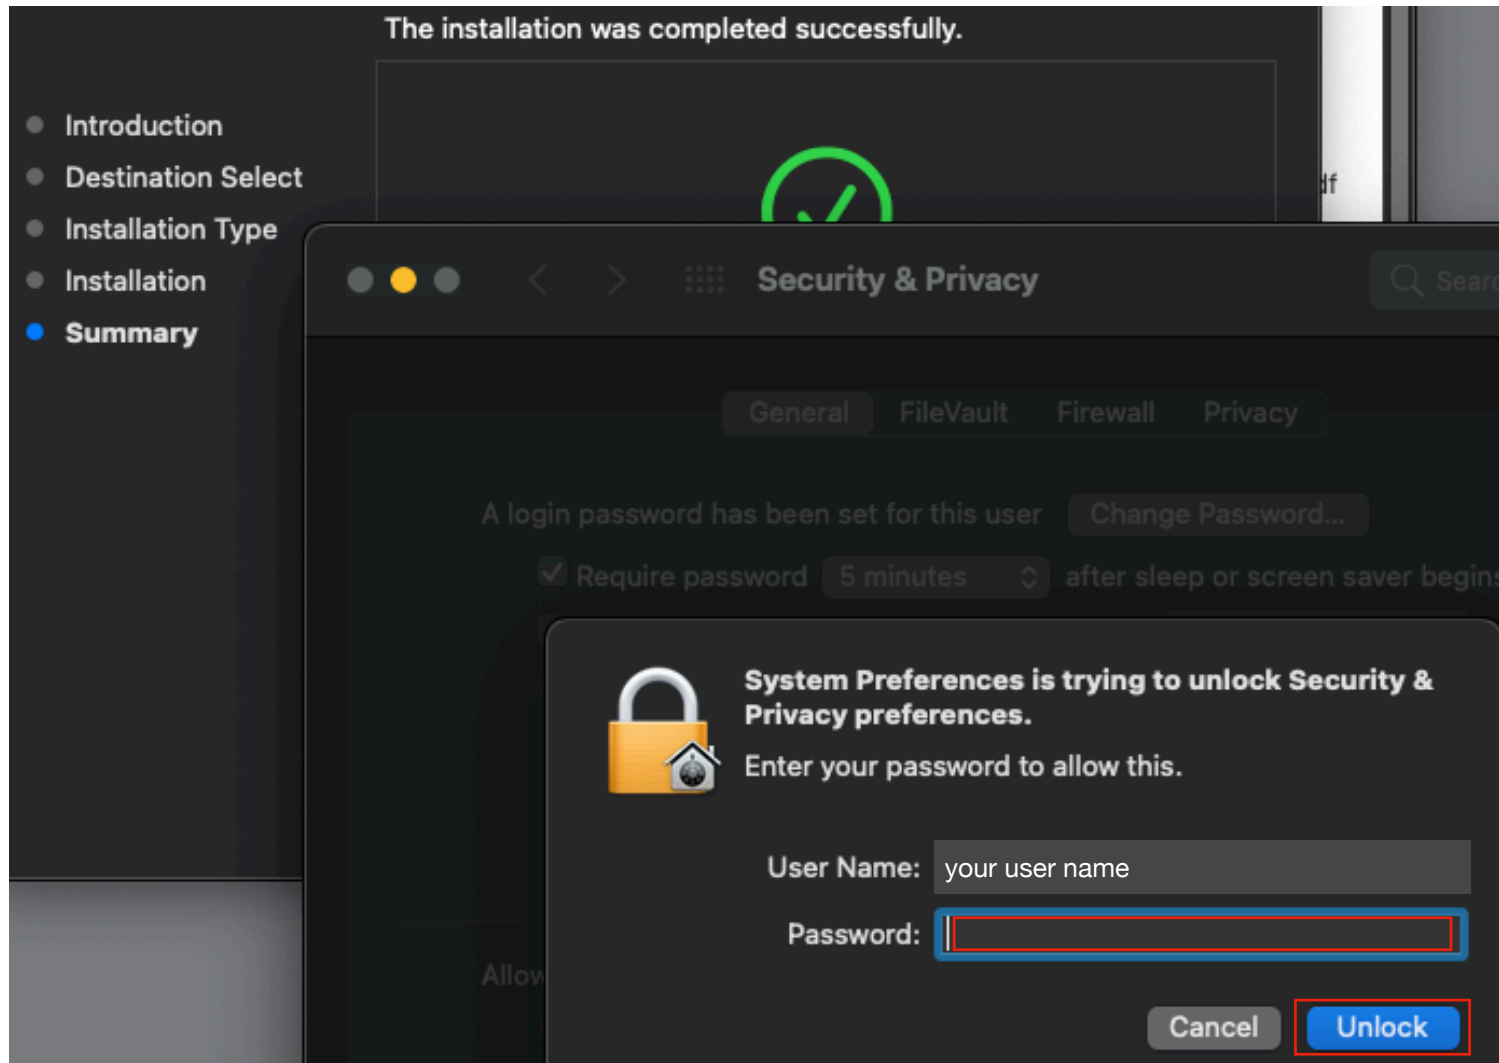 The installation was completed successfully.
Introduction
Destination Select
Installation Type
Installation
Summary
df
Security & Privacy
General FileVault Firewall Privacy
A login password has been set for this user Change Password...
Require password 5 minutes after sleep or screen saver begins
System Preferences is trying to unlock Security &
Privacy preferences.
Enter your password to allow this.
User Name: your user name
Password:
Cancel Unlock